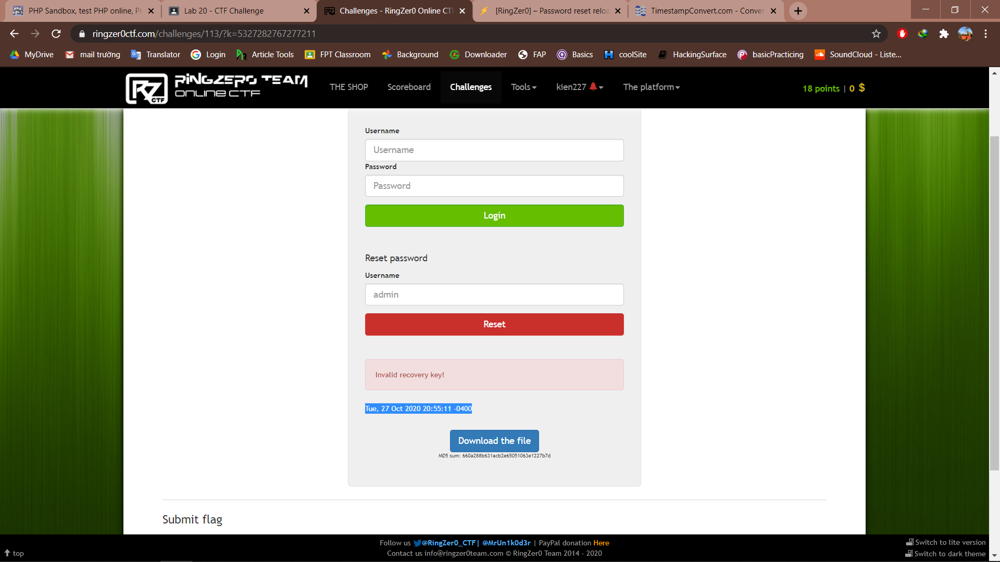 PHP Sandbox, test PHP online, PH
Lab 20 - CTF Challenge
Challenges - RingZer0 Online CTF
[RingZer0] – Password reset reloa
TimestampConvert.com - Conver
ringzer0ctf.com/challenges/113/?k=5327282767277211
MyDrive
mail trường
Translator
Login
Article Tools
FPT Classroom
Background
Downloader
FAP
Basics
coolSite
HackingSurface
basicPracticing
SoundCloud - Liste...
RZ CTF
RINGZER0 TEAM
ONLINE CTF
THE SHOP
Scoreboard
Challenges
Tools
kien227
The platform
18 points | 0 $
Username
Username
Password
Password
Login
Reset password
Username
admin
Reset
Invalid recovery key!
Tue, 27 Oct 2020 20:55:11 -0400
Download the file
MD5 sum: 660a288b631acb2e65051063e1227b7d
Submit flag
Follow us @RingZer0_CTF | @MrUn1k0d3r | PayPal donation Here
Contact us info@ringzer0team.com © RingZer0 Team 2014 - 2020
top
Switch to lite version
Switch to dark theme